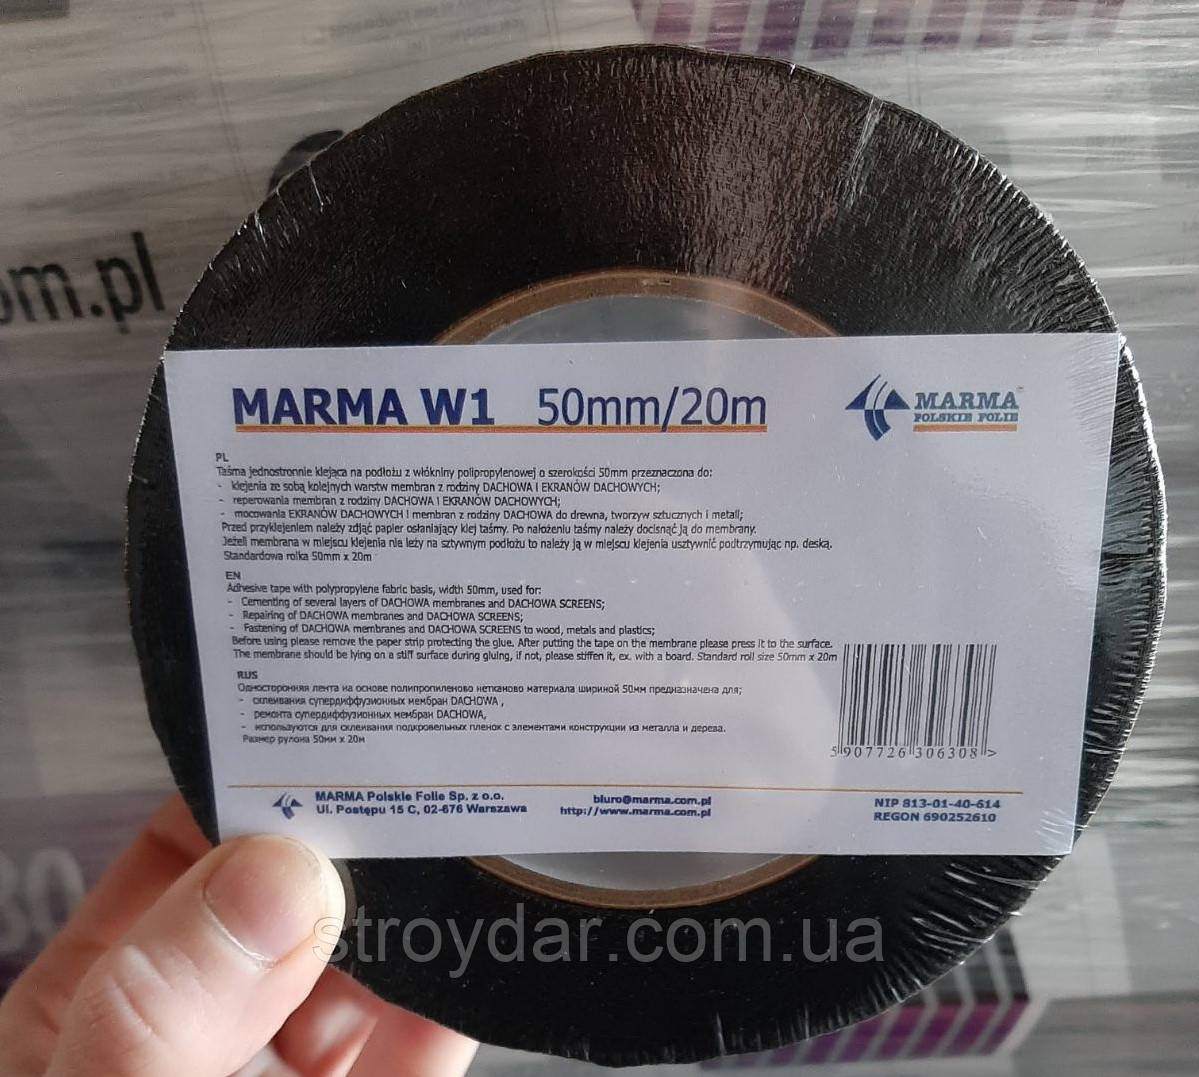 om.pl
MARMA W1 50mm/20m
MARMA
POLSKIE FOLIE
PL
Taśma jednostronnie klejąca na podłożu z włókniny polipropylenowej o szerokości 50mm przeznaczona do:
- klejenia ze sobą kolejnych warstw membran z rodziny DACHOWA I EKRANÓW DACHOWYCH;
- reperowania membran z rodziny DACHOWA I EKRANÓW DACHOWYCH;
- mocowania EKRANÓW DACHOWYCH I membran z rodziny DACHOWA do drewna, tworzyw sztucznych i metali;
Przed przyklejeniem należy zdjąć papier osłaniający klej taśmy. Po nałożeniu taśmy należy docisnąć ją do membrany.
Jeżeli membrana w miejscu klejenia nie leży na sztywnym podłożu to należy ją w miejscu klejenia usztywnić podtrzymując np. deską.
Standardowa rolka 50mm x 20m
EN
Adhesive tape with polypropylene fabric basis, width 50mm, used for:
- Cementing of several layers of DACHOWA membranes and DACHOWA SCREENS;
- Repairing of DACHOWA membranes and DACHOWA SCREENS;
- Fastening of DACHOWA membranes and DACHOWA SCREENS to wood, metals and plastics;
Before using please remove the paper strip protecting the glue. After putting the tape on the membrane please press it to the surface.
The membrane should be lying on a stiff surface during gluing, if not, please stiffen it, ex. with a board. Standard roll size 50mm x 20m
RUS
Односторонняя лента на основе полипропиленово нетканово материала шириной 50мм предназначена для;
- склеивания супердиффузионных мембран DACHOWA ,
- ремонта супердиффузионных мембран DACHOWA,
- используются для склеивания подкровельных пленок с элементами конструкции из металла и дерева.
Размер рулона 50мм x 20м
5 907726 306308 >
MARMA Polskie Folie Sp. z o.o.
Ul. Postępu 15 C, 02-676 Warszawa
biuro@marma.com.pl
http://www.marma.com.pl
NIP 813-01-40-614
REGON 690252610
80
stroydar.com.ua